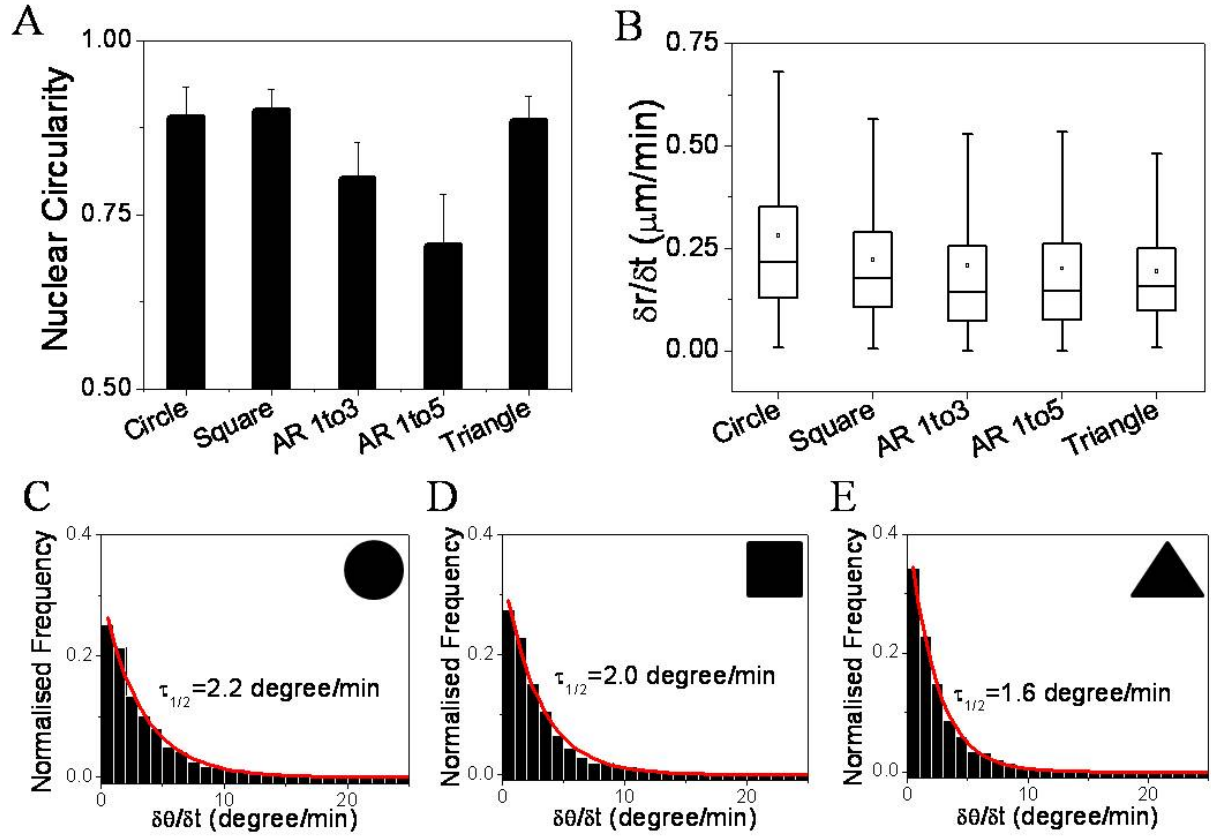 A
Nuclear Circularity
1.00
0.75
0.50
Circle
Square
AR 1to3
AR 1to5
Triangle
B
δr/δt (μm/min)
0.75
0.50
0.25
0.00
Circle
Square
AR 1to3
AR 1to5
Triangle
C
Normalised Frequency
0.4
0.2
0.0
τ1/2=2.2 degree/min
0
10
20
δθ/δt (degree/min)
D
Normalised Frequency
0.4
0.2
0.0
τ1/2=2.0 degree/min
0
10
20
δθ/δt (degree/min)
E
Normalised Frequency
0.4
0.2
0.0
τ1/2=1.6 degree/min
0
10
20
δθ/δt (degree/min)